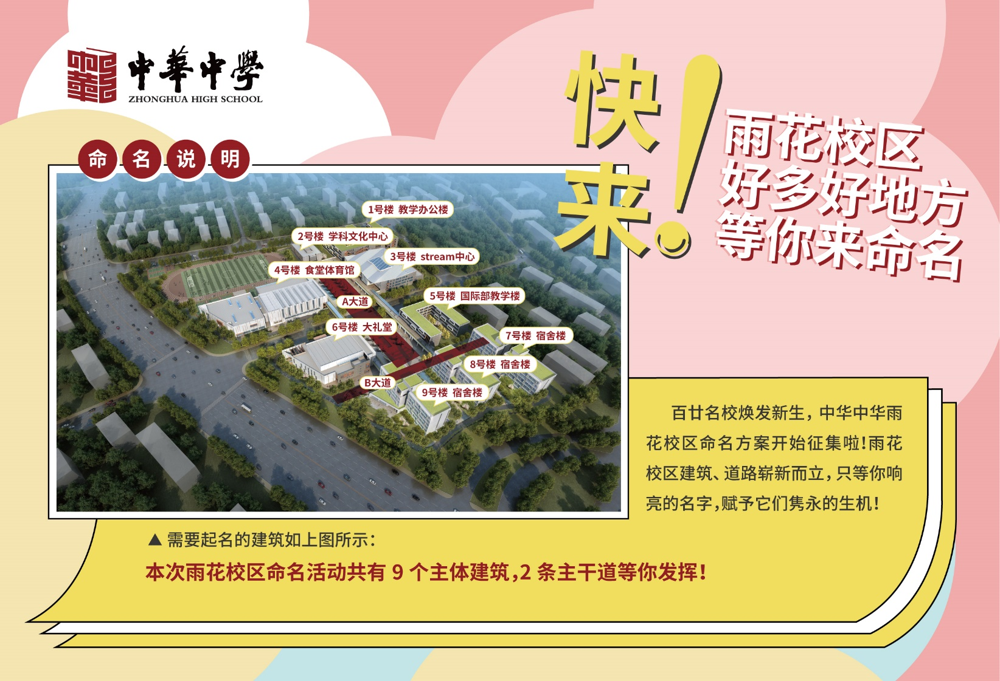 中華中學
ZHONGHUA HIGH SCHOOL
快来!
雨花校区
好多好地方
等你来命名
命名说明
1号楼 教学办公楼
2号楼 学科文化中心
3号楼 stream中心
4号楼 食堂体育馆
A大道
5号楼 国际部教学楼
6号楼 大礼堂
7号楼 宿舍楼
8号楼 宿舍楼
B大道
9号楼 宿舍楼
百廿名校焕发新生，中华中华雨
花校区命名方案开始征集啦！雨花
校区建筑、道路崭新而立，只等你响
亮的名字，赋予它们隽永的生机！
▲ 需要起名的建筑如上图所示：
本次雨花校区命名活动共有 9 个主体建筑，2 条主干道等你发挥！